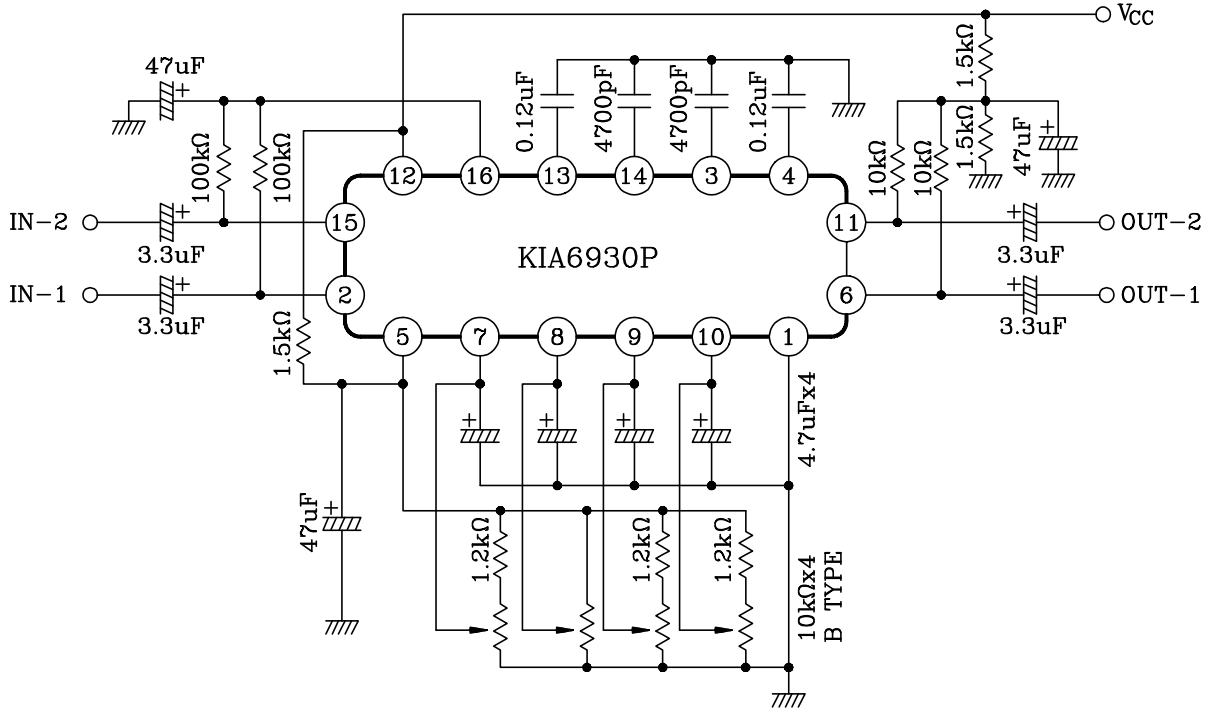 VCC
47uF
+
0.12uF
4700pF
4700pF
0.12uF
1.5kΩ
1.5kΩ
47uF
+
100kΩ
100kΩ
10kΩ
10kΩ
12
16
13
14
3
4
IN-2
+
3.3uF
15
11
+
3.3uF
OUT-2
KIA6930P
IN-1
+
3.3uF
2
6
+
3.3uF
OUT-1
1.5kΩ
5
7
8
9
10
1
+
+
+
+
4.7uFx4
47uF
+
1.2kΩ
1.2kΩ
1.2kΩ
10kΩx4
B TYPE